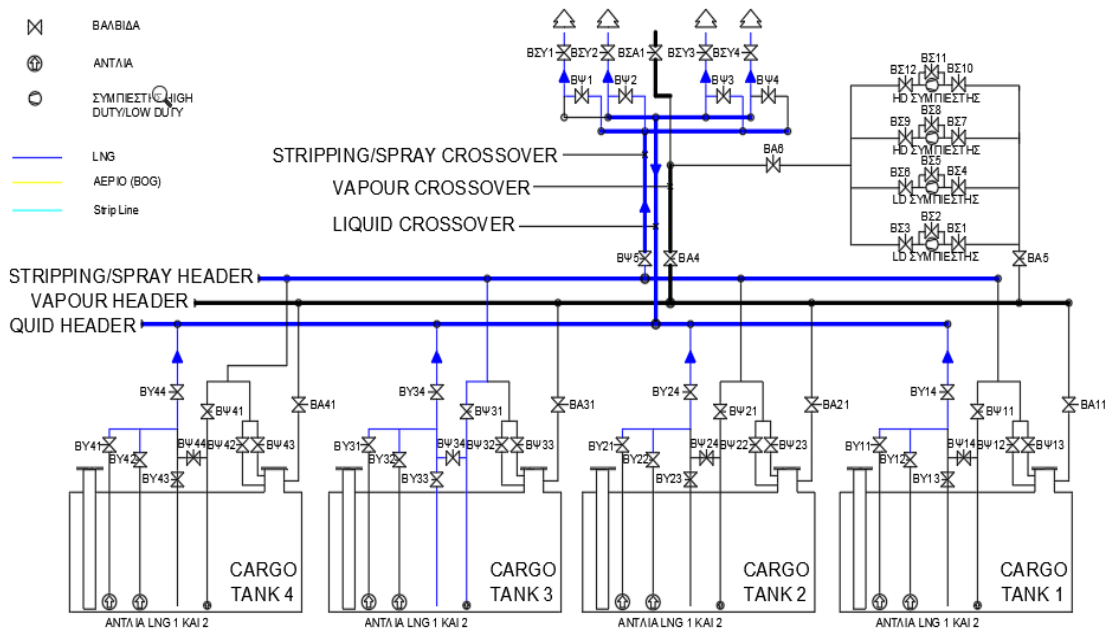 ΒΑΛΒΙΔΑ
ΑΝΤΛΙΑ
ΣΥΜΠΙΕΣΤΗΣ HIGH
DUTY/LOW DUTY
LNG
ΑΕΡΙΟ (BOG)
Strip Line
ΒΣΥ1 ΒΣΥ2 ΒΣΑ1 ΒΣΥ3 ΒΣΥ4
ΒΨ1 ΒΨ2 ΒΨ3 ΒΨ4
ΒΣ11
ΒΣ12 ΒΣ10
HD ΣΥΜΠΙΕΣΤΗΣ
ΒΣ8
ΒΣ9 ΒΣ7
HD ΣΥΜΠΙΕΣΤΗΣ
ΒΣ5
ΒΣ6 ΒΣ4
LD ΣΥΜΠΙΕΣΤΗΣ
ΒΣ2
ΒΣ3 ΒΣ1
LD ΣΥΜΠΙΕΣΤΗΣ
ΒΑ6
STRIPPING/SPRAY CROSSOVER
VAPOUR CROSSOVER
LIQUID CROSSOVER
ΒΨ5 ΒΑ4 ΒΑ5
STRIPPING/SPRAY HEADER
VAPOUR HEADER
QUID HEADER
ΒΥ44 ΒΨ41 ΒΑ41
ΒΥ41 ΒΥ42 ΒΥ43 ΒΨ44 ΒΨ42 ΒΨ43
CARGO
TANK 4
ΑΝΤΛΙΑ LNG 1 ΚΑΙ 2
ΒΥ34 ΒΨ31 ΒΑ31
ΒΥ31 ΒΥ32 ΒΥ33 ΒΨ34 ΒΨ32 ΒΨ33
CARGO
TANK 3
ΑΝΤΛΙΑ LNG 1 ΚΑΙ 2
ΒΥ24 ΒΨ21 ΒΑ21
ΒΥ21 ΒΥ22 ΒΥ23 ΒΨ24 ΒΨ22 ΒΨ23
CARGO
TANK 2
ΑΝΤΛΙΑ LNG 1 ΚΑΙ 2
ΒΥ14 ΒΨ11 ΒΑ11
ΒΥ11 ΒΥ12 ΒΥ13 ΒΨ14 ΒΨ12 ΒΨ13
CARGO
TANK 1
ΑΝΤΛΙΑ LNG 1 ΚΑΙ 2